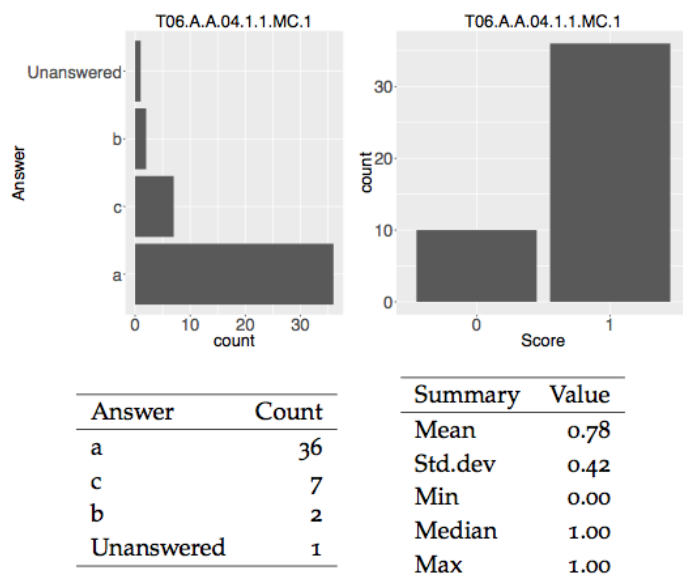 T06.A.A.04.1.1.MC.1
Unanswered
b
c
a
Answer
0 10 20 30
count
T06.A.A.04.1.1.MC.1
30
20
10
0
count
0 1
Score
Answer Count
a 36
c 7
b 2
Unanswered 1
Summary Value
Mean 0.78
Std.dev 0.42
Min 0.00
Median 1.00
Max 1.00